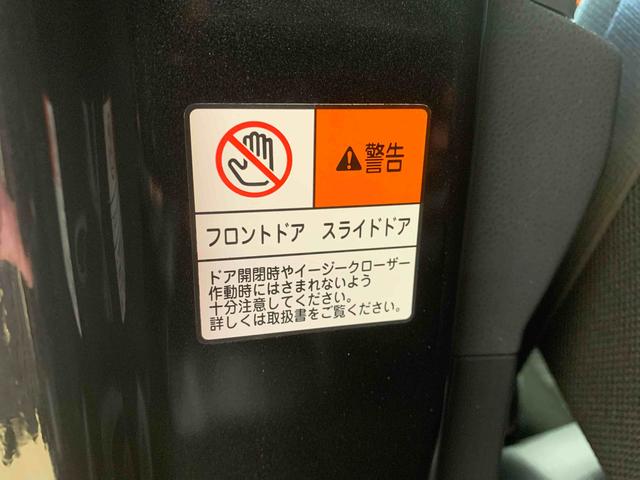 ⚠警告
フロントドア　スライドドア
ドア開閉時やイージークローザー
作動時にはさまれないよう
十分注意してください。
詳しくは取扱書をご覧ください。